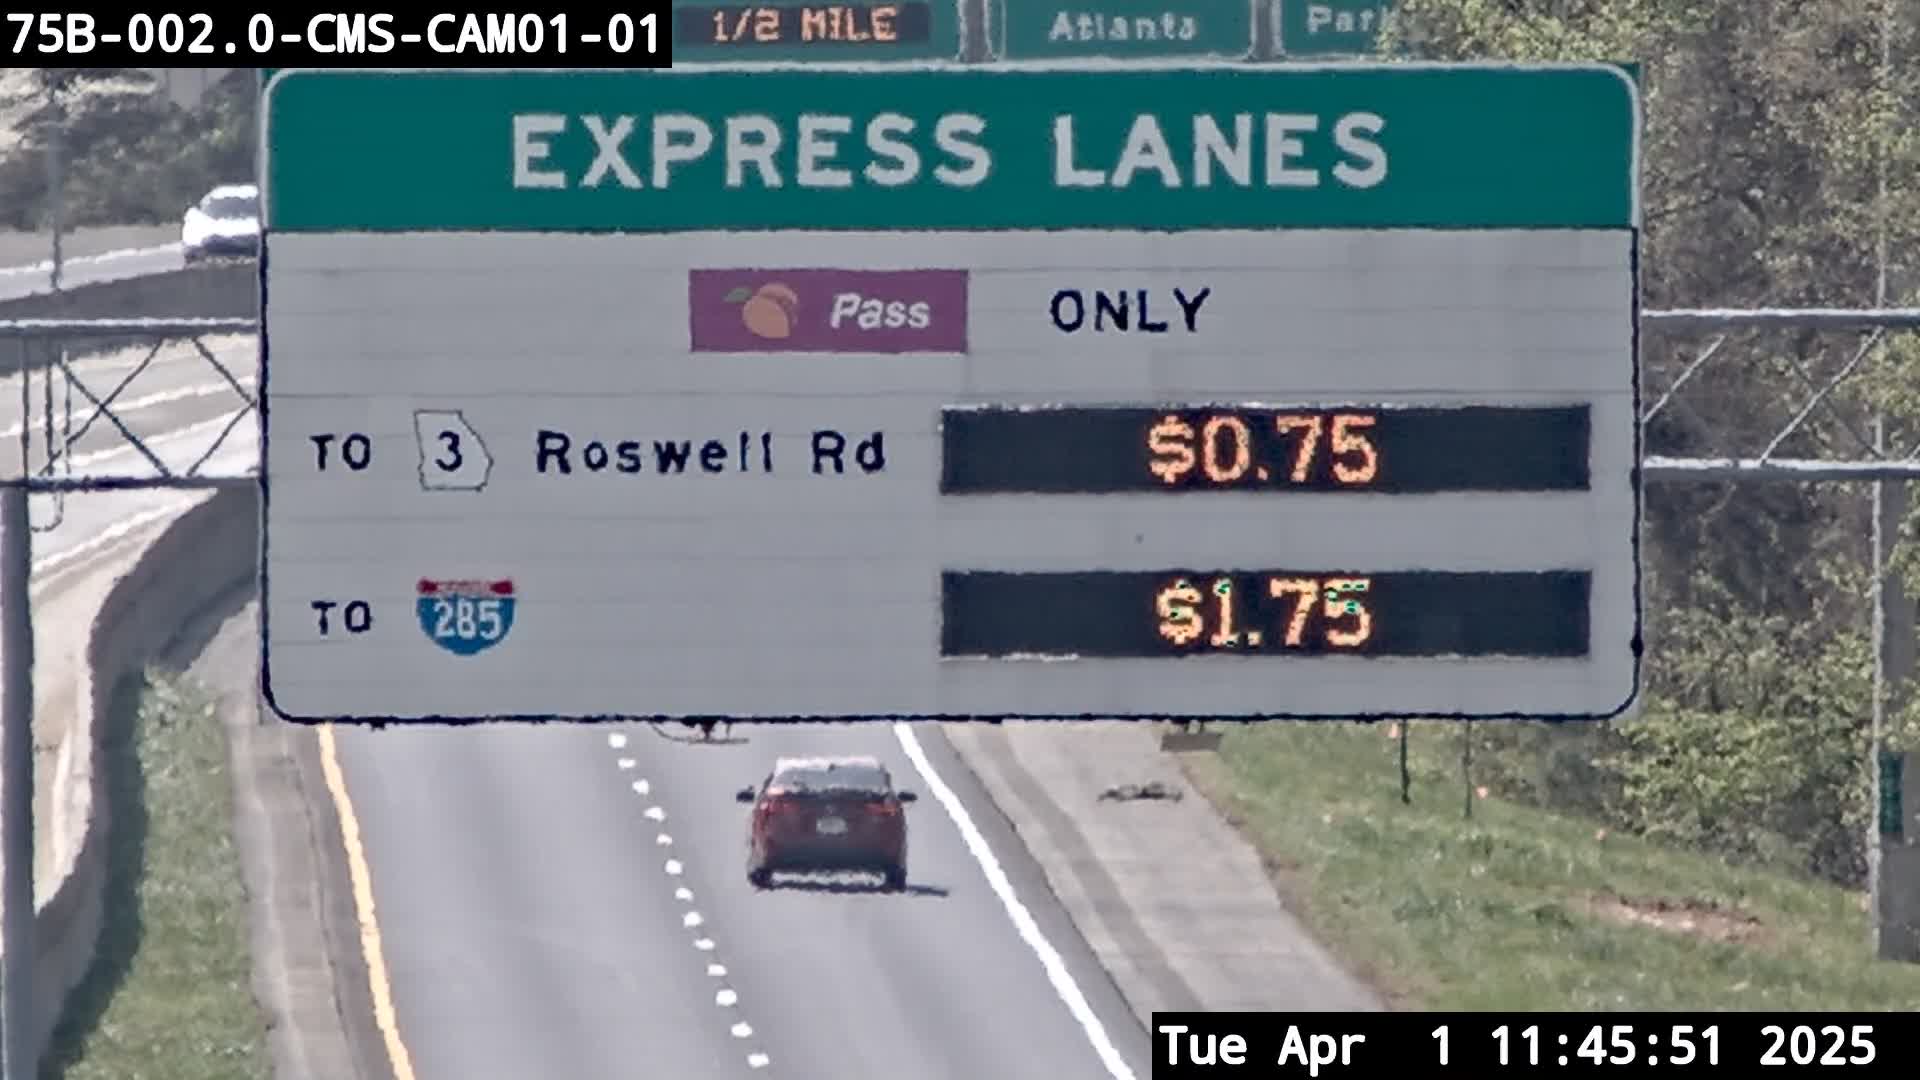 75B-002.0-CMS-CAM01-01
1/2 MILE
Atlanta
EXPRESS LANES
Pass ONLY
TO 3 Roswell Rd $0.75
TO 285 $1.75
Tue Apr 1 11:45:51 2025